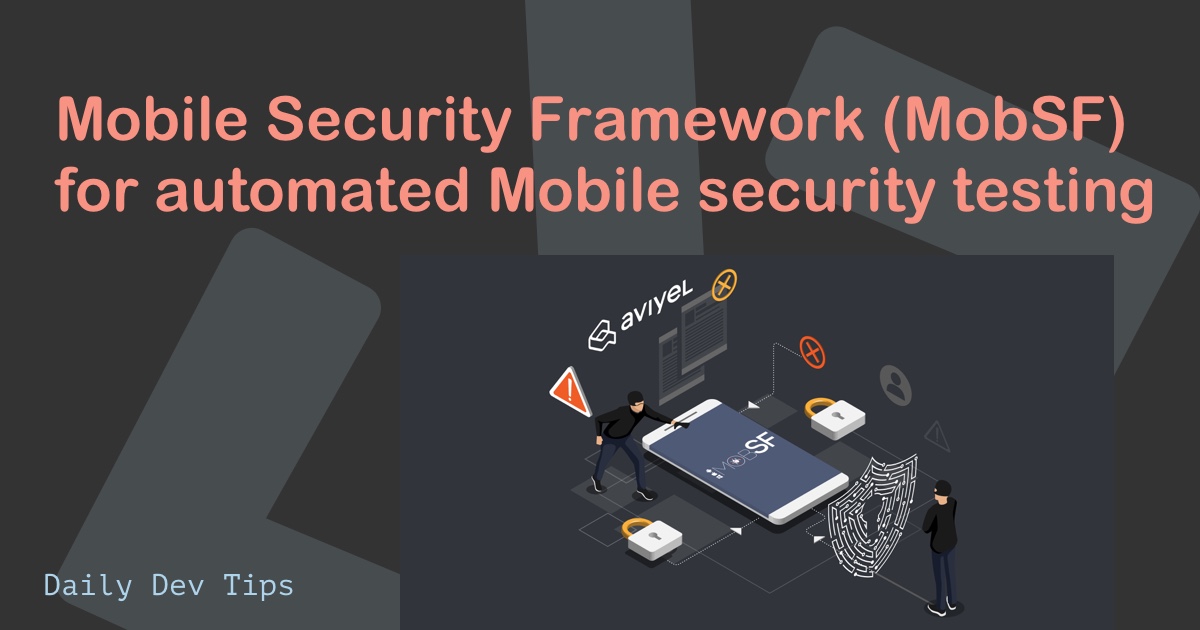 Mobile Security Framework (MobSF)
for automated Mobile security testing
aviyel
MOBSF
Daily Dev Tips